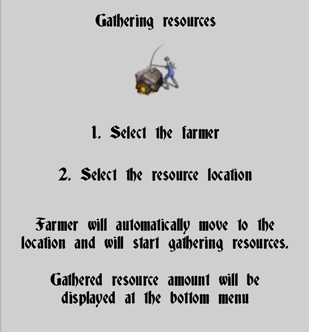 Gathering resources
1. Select the farmer
2. Select the resource location
Farmer will automatically move to the
location and will start gathering resources.
Gathered resource amount will be
displayed at the bottom menu